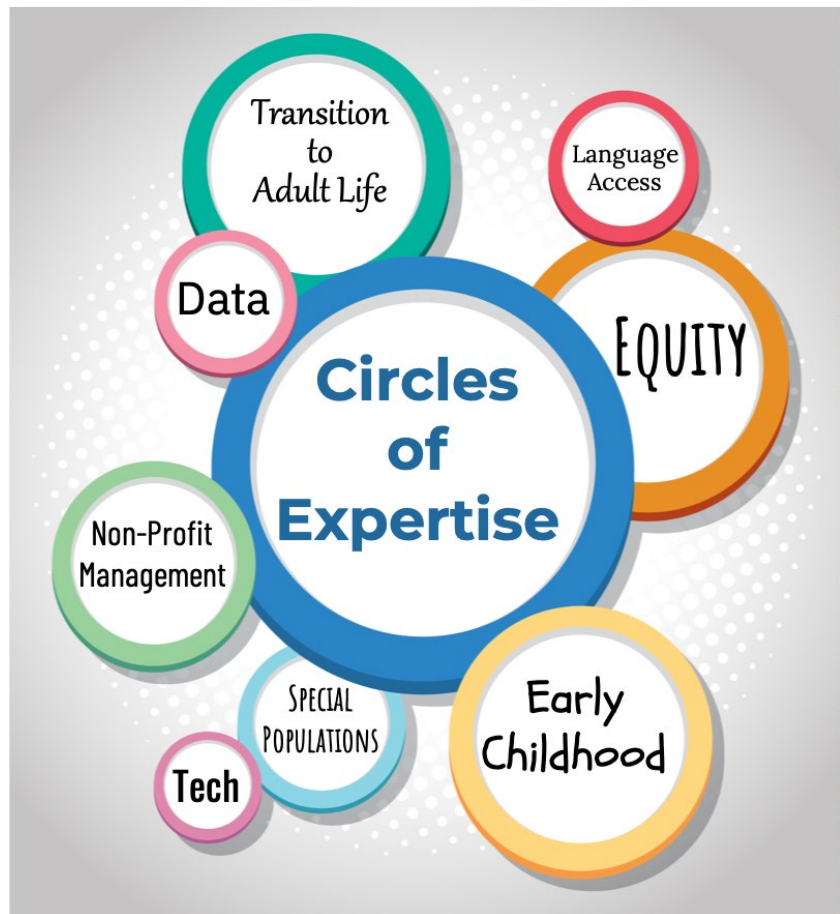 Transition
to
Adult Life
Language
Access
Data
EQUITY
Circles
of
Expertise
Non-Profit
Management
SPECIAL
POPULATIONS
Early
Childhood
Tech